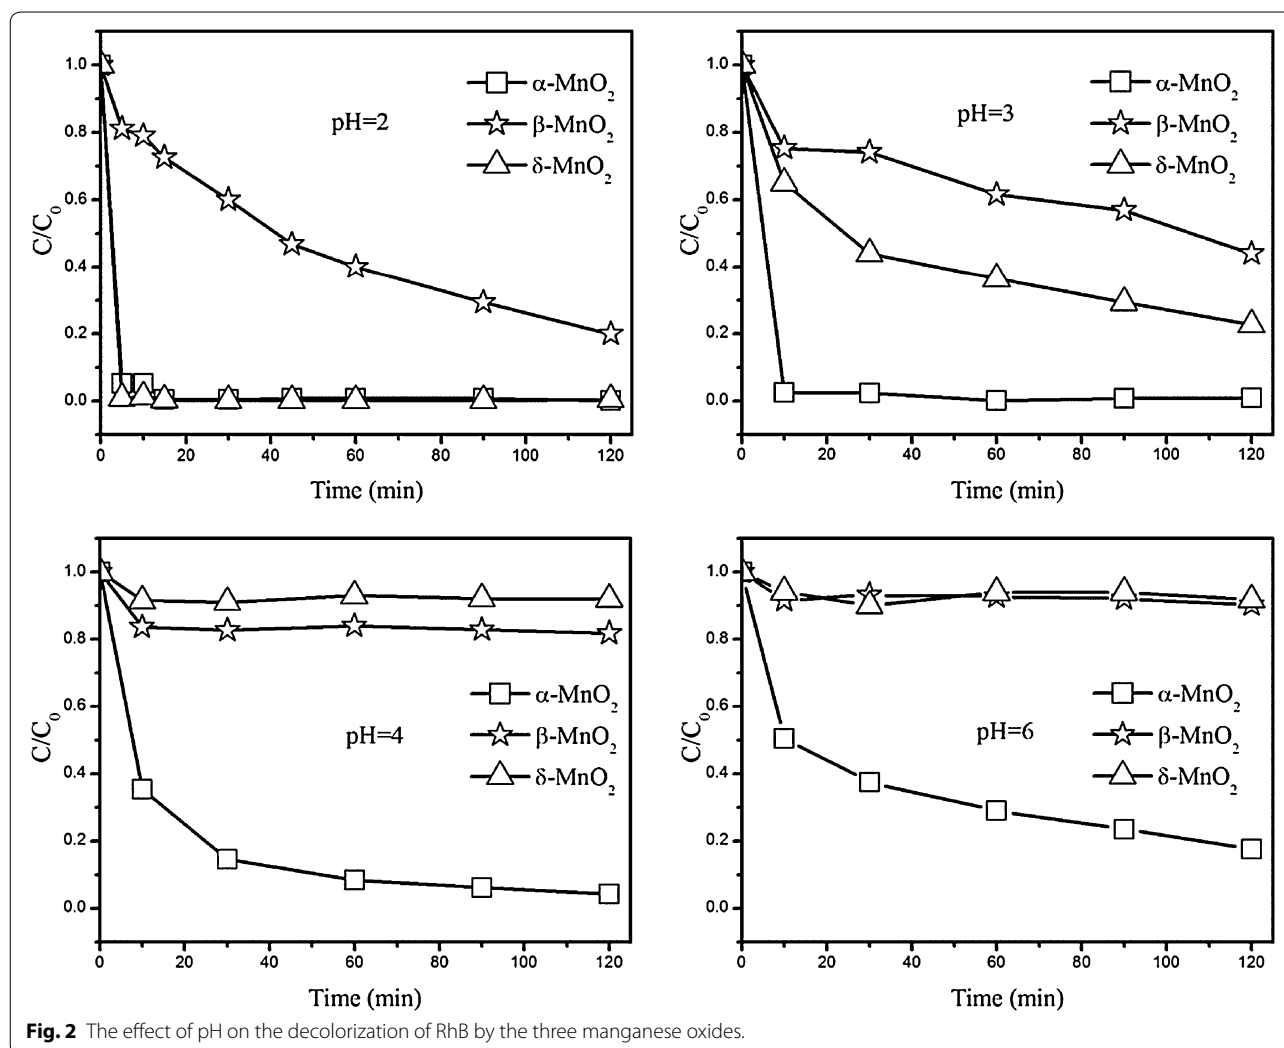 1.0
0.8
0.6
0.4
0.2
0.0
C/C₀
0 20 40 60 80 100 120
Time (min)
pH=2
α-MnO₂
β-MnO₂
δ-MnO₂
1.0
0.8
0.6
0.4
0.2
0.0
C/C₀
0 20 40 60 80 100 120
Time (min)
pH=3
α-MnO₂
β-MnO₂
δ-MnO₂
1.0
0.8
0.6
0.4
0.2
0.0
C/C₀
0 20 40 60 80 100 120
Time (min)
pH=4
α-MnO₂
β-MnO₂
δ-MnO₂
1.0
0.8
0.6
0.4
0.2
0.0
C/C₀
0 20 40 60 80 100 120
Time (min)
pH=6
α-MnO₂
β-MnO₂
δ-MnO₂
Fig. 2 The effect of pH on the decolorization of RhB by the three manganese oxides.